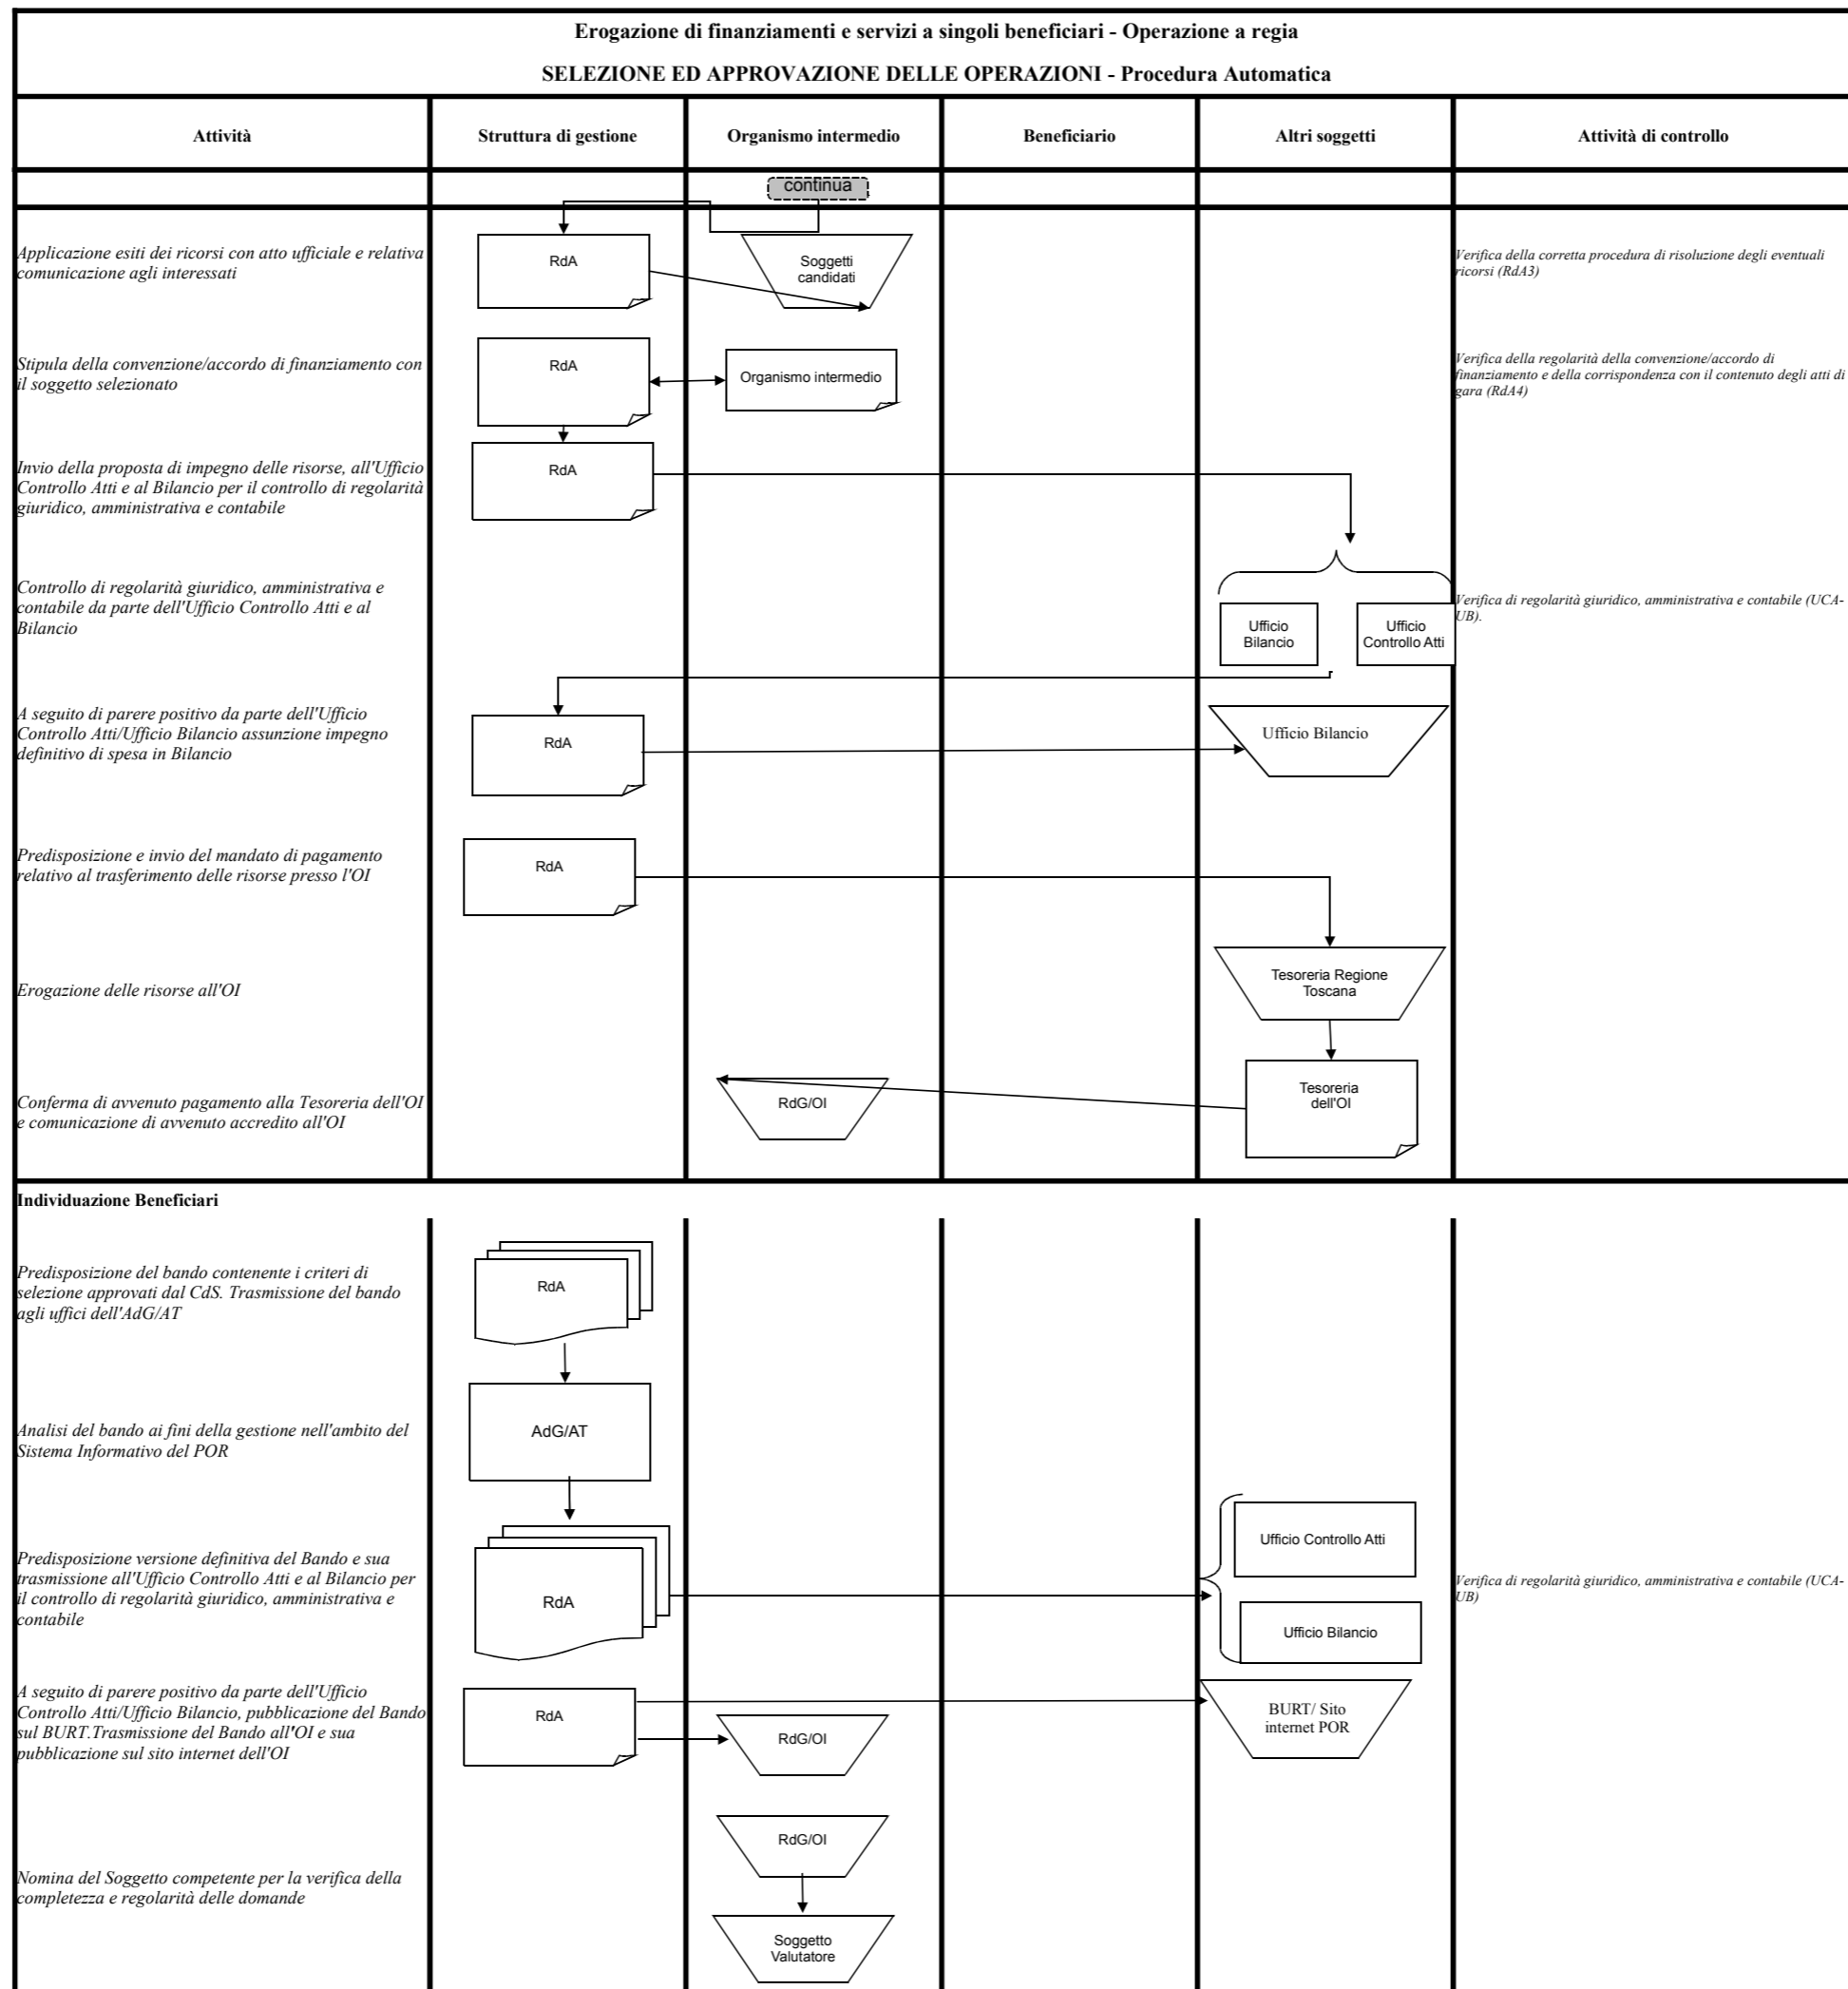 Erogazione di finanziamenti e servizi a singoli beneficiari - Operazione a regia
SELEZIONE ED APPROVAZIONE DELLE OPERAZIONI - Procedura Automatica
Attività
Struttura di gestione
Organismo intermedio
Beneficiario
Altri soggetti
Attività di controllo
continua
Applicazione esiti dei ricorsi con atto ufficiale e relativa
comunicazione agli interessati
RdA
Soggetti
candidati
Verifica della corretta procedura di risoluzione degli eventuali
ricorsi (RdA3)
Stipula della convenzione/accordo di finanziamento con
il soggetto selezionato
RdA
Organismo intermedio
Verifica della regolarità della convenzione/accordo di
finanziamento e della corrispondenza con il contenuto degli atti di
gara (RdA4)
Invio della proposta di impegno delle risorse, all'Ufficio
Controllo Atti e al Bilancio per il controllo di regolarità
giuridico, amministrativa e contabile
RdA
Controllo di regolarità giuridico, amministrativa e
contabile da parte dell'Ufficio Controllo Atti e al
Bilancio
Ufficio
Bilancio
Ufficio
Controllo Atti
Verifica di regolarità giuridico, amministrativa e contabile (UCA-
UB).
A seguito di parere positivo da parte dell'Ufficio
Controllo Atti/Ufficio Bilancio assunzione impegno
definitivo di spesa in Bilancio
RdA
Ufficio Bilancio
Predisposizione e invio del mandato di pagamento
relativo al trasferimento delle risorse presso l'OI
RdA
Erogazione delle risorse all'OI
Tesoreria Regione
Toscana
Conferma di avvenuto pagamento alla Tesoreria dell'OI
e comunicazione di avvenuto accredito all'OI
RdG/OI
Tesoreria
dell'OI
Individuazione Beneficiari
Predisposizione del bando contenente i criteri di
selezione approvati dal CdS. Trasmissione del bando
agli uffici dell'AdG/AT
RdA
Analisi del bando ai fini della gestione nell'ambito del
Sistema Informativo del POR
AdG/AT
Predisposizione versione definitiva del Bando e sua
trasmissione all'Ufficio Controllo Atti e al Bilancio per
il controllo di regolarità giuridico, amministrativa e
contabile
RdA
Ufficio Controllo Atti
Ufficio Bilancio
Verifica di regolarità giuridico, amministrativa e contabile (UCA-
UB)
A seguito di parere positivo da parte dell'Ufficio
Controllo Atti/Ufficio Bilancio, pubblicazione del Bando
sul BURT.Trasmissione del Bando all'OI e sua
pubblicazione sul sito internet dell'OI
RdA
RdG/OI
BURT/ Sito
internet POR
Nomina del Soggetto competente per la verifica della
completezza e regolarità delle domande
RdG/OI
Soggetto
Valutatore